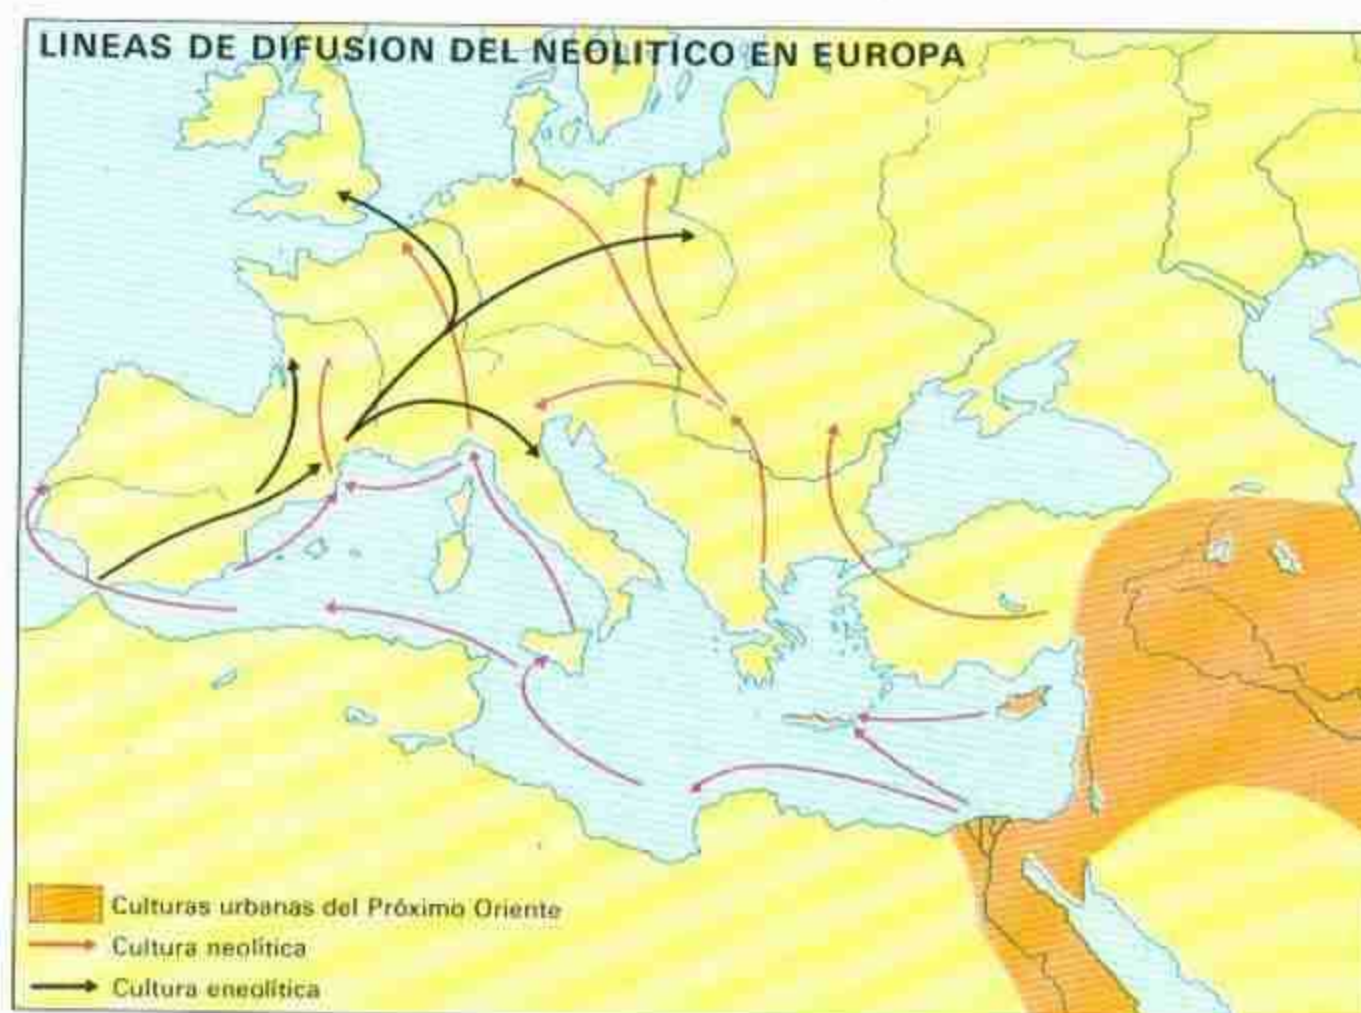 LINEAS DE DIFUSION DEL NEOLITICO EN EUROPA
Culturas urbanas del Próximo Oriente
Cultura neolítica
Cultura eneolítica